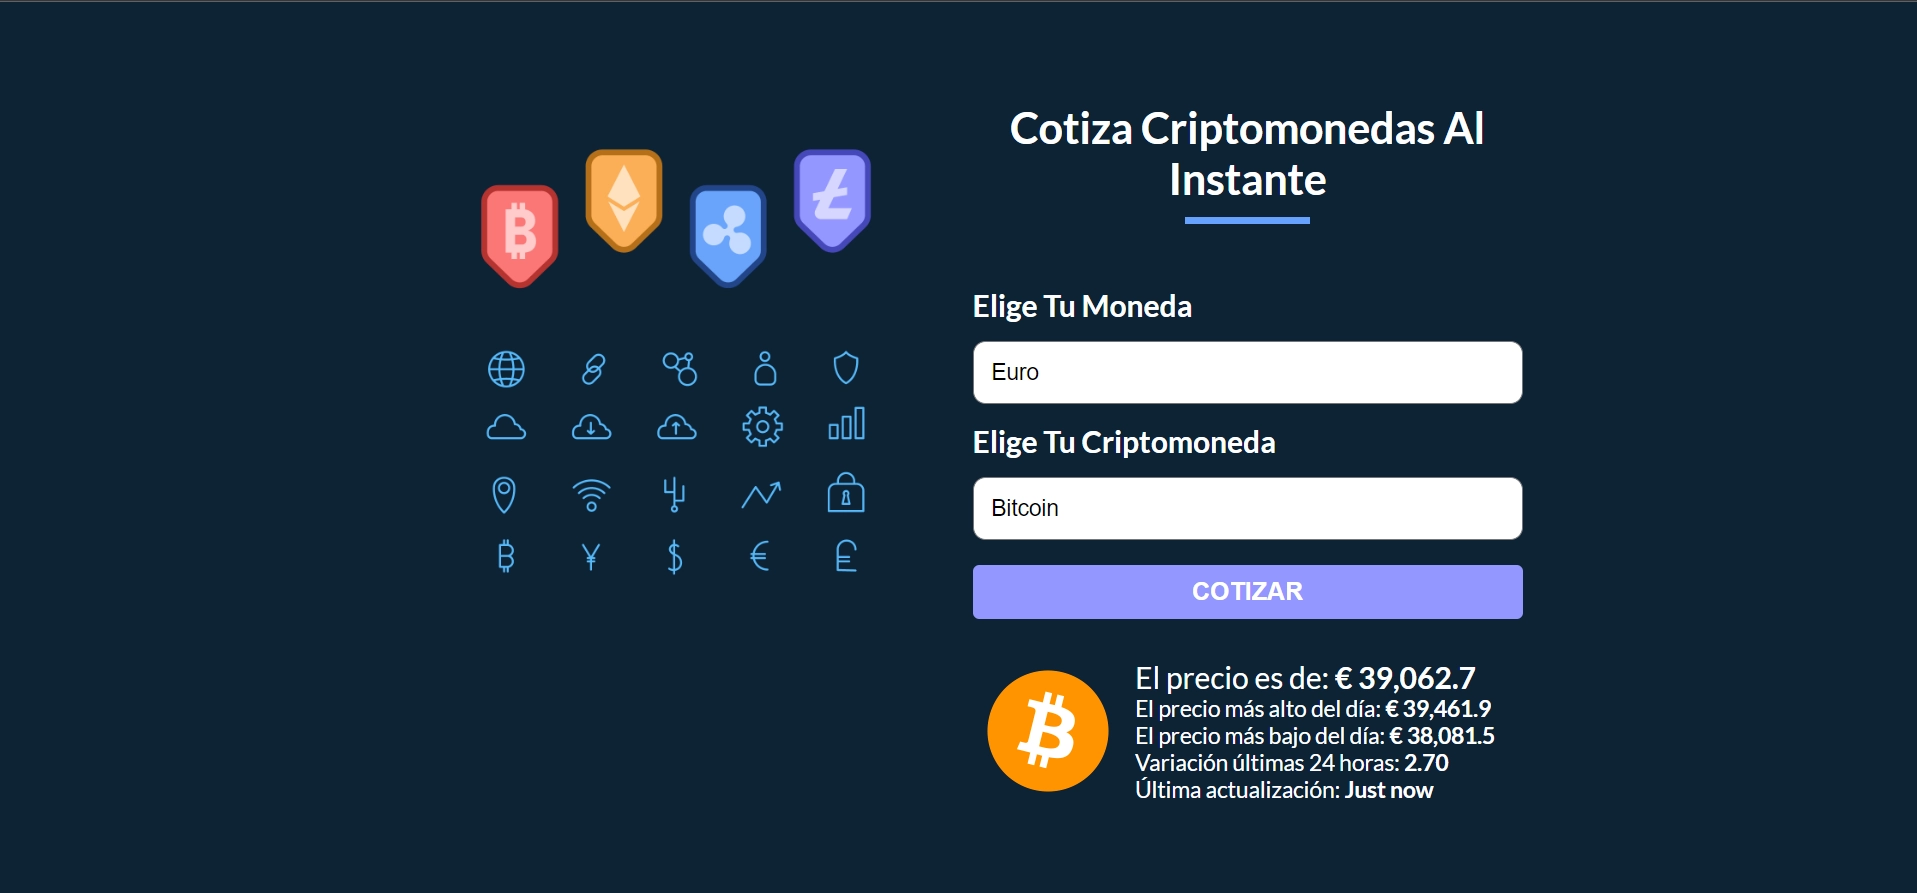 Cotiza Criptomonedas Al
Instante
Elige Tu Moneda
Euro
Elige Tu Criptomoneda
Bitcoin
COTIZAR
El precio es de: € 39,062.7
El precio más alto del día: € 39,461.9
El precio más bajo del día: € 38,081.5
Variación últimas 24 horas: 2.70
Última actualización: Just now